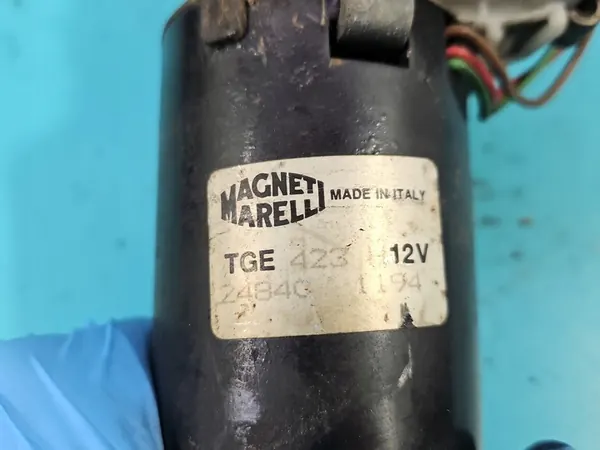 MAGNETI
MARELLI
MADE IN ITALY
TGE 423 12V
24840 1194